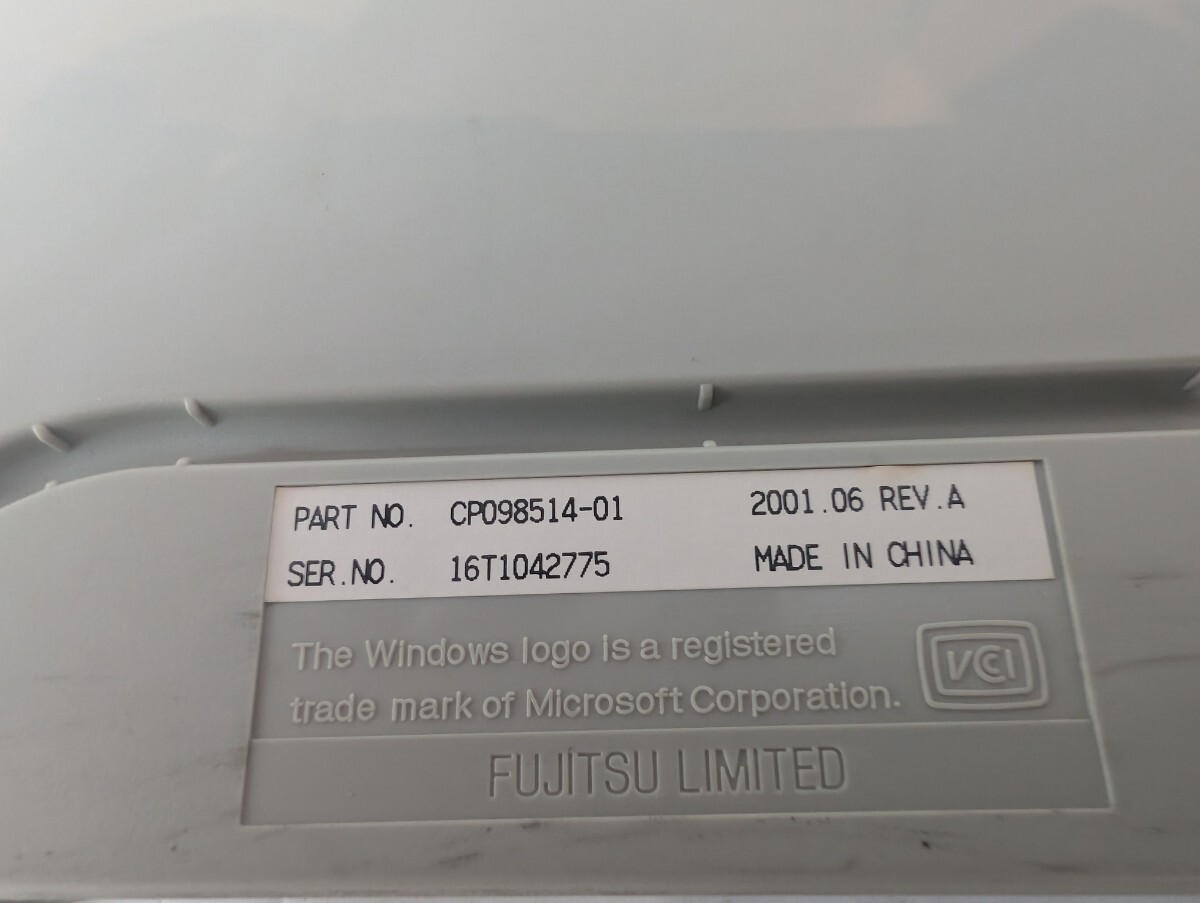 PART NO. CP098514-01 2001.06 REV.A
SER.NO. 16T1042775 MADE IN CHINA
The Windows logo is a registered
trade mark of Microsoft Corporation.
VCCI
FUJITSU LIMITED